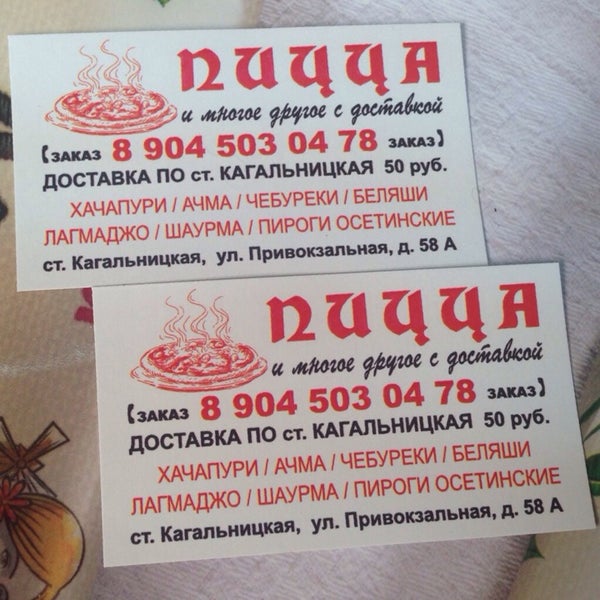 ПИЦЦА
и многое другое с доставкой
【ЗАКАЗ 8 904 503 04 78 ЗАКАЗ】
ДОСТАВКА ПО ст. КАГАЛЬНИЦКАЯ 50 руб.
ХАЧАПУРИ / АЧМА / ЧЕБУРЕКИ / БЕЛЯШИ
ЛАГМАДЖО / ШАУРМА / ПИРОГИ ОСЕТИНСКИЕ
ст. Кагальницкая, ул. Привокзальная, д. 58 А
ПИЦЦА
и многое другое с доставкой
【ЗАКАЗ 8 904 503 04 78 ЗАКАЗ】
ДОСТАВКА ПО ст. КАГАЛЬНИЦКАЯ 50 руб.
ХАЧАПУРИ / АЧМА / ЧЕБУРЕКИ / БЕЛЯШИ
ЛАГМАДЖО / ШАУРМА / ПИРОГИ ОСЕТИНСКИЕ
ст. Кагальницкая, ул. Привокзальная, д. 58 А